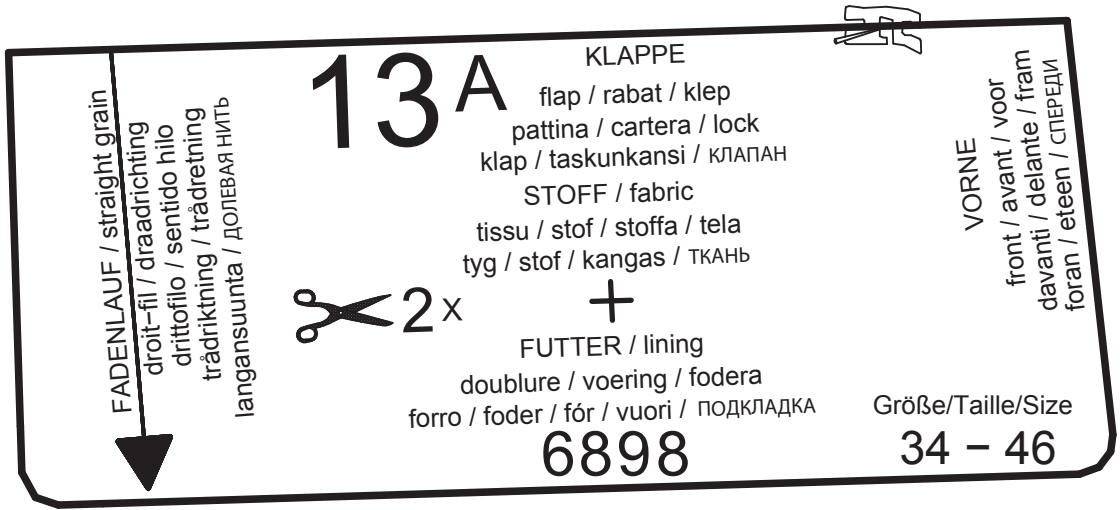 FADENLAUF / straight grain
droit–fil / draadrichting
drittofilo / sentido hilo
trådriktning / trådretning
langansuunta / ДОЛЕВАЯ НИТЬ
13 A
KLAPPE
flap / rabat / klep
pattina / cartera / lock
klap / taskunkansi / КЛАПАН
STOFF / fabric
tissu / stof / stoffa / tela
tyg / stof / kangas / ТКАНЬ
2 x
+
FUTTER / lining
doublure / voering / fodera
forro / foder / fór / vuori / ПОДКЛАДКА
6898
VORNE
front / avant / voor
davanti / delante / fram
foran / eteen / СПЕРЕДИ
Größe/Taille/Size
34 – 46